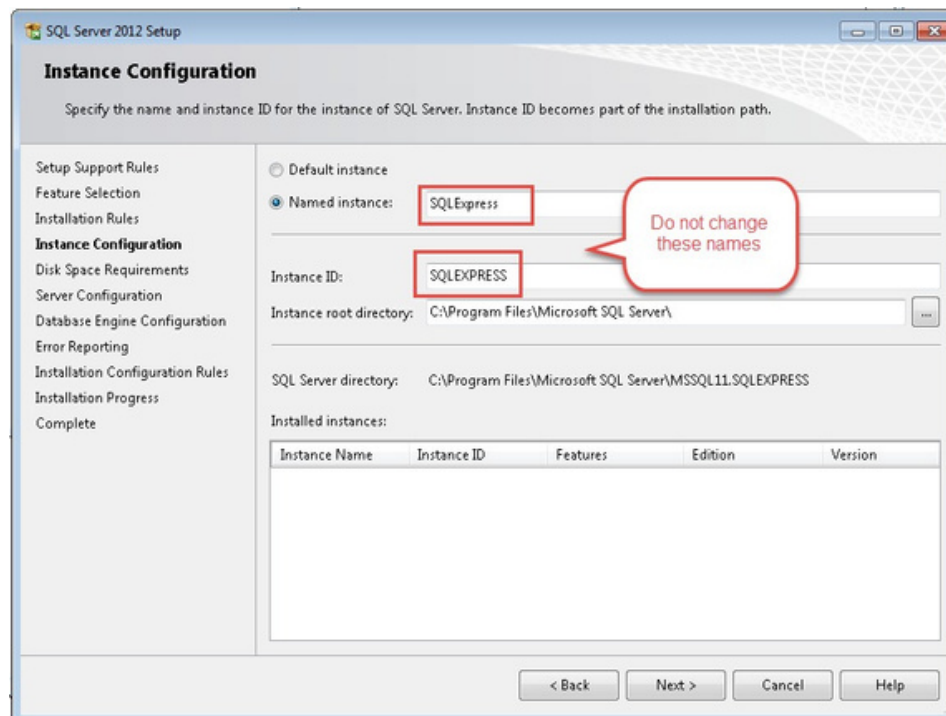 SQL Server 2012 Setup
Instance Configuration
Specify the name and instance ID for the instance of SQL Server. Instance ID becomes part of the installation path.
Setup Support Rules
Feature Selection
Installation Rules
Instance Configuration
Disk Space Requirements
Server Configuration
Database Engine Configuration
Error Reporting
Installation Configuration Rules
Installation Progress
Complete
Default instance
Named instance: SQLExpress
Do not change
these names
Instance ID: SQLEXPRESS
Instance root directory: C:\Program Files\Microsoft SQL Server\ ...
SQL Server directory: C:\Program Files\Microsoft SQL Server\MSSQL11.SQLEXPRESS
Installed instances:
Instance Name Instance ID Features Edition Version
< Back Next > Cancel Help